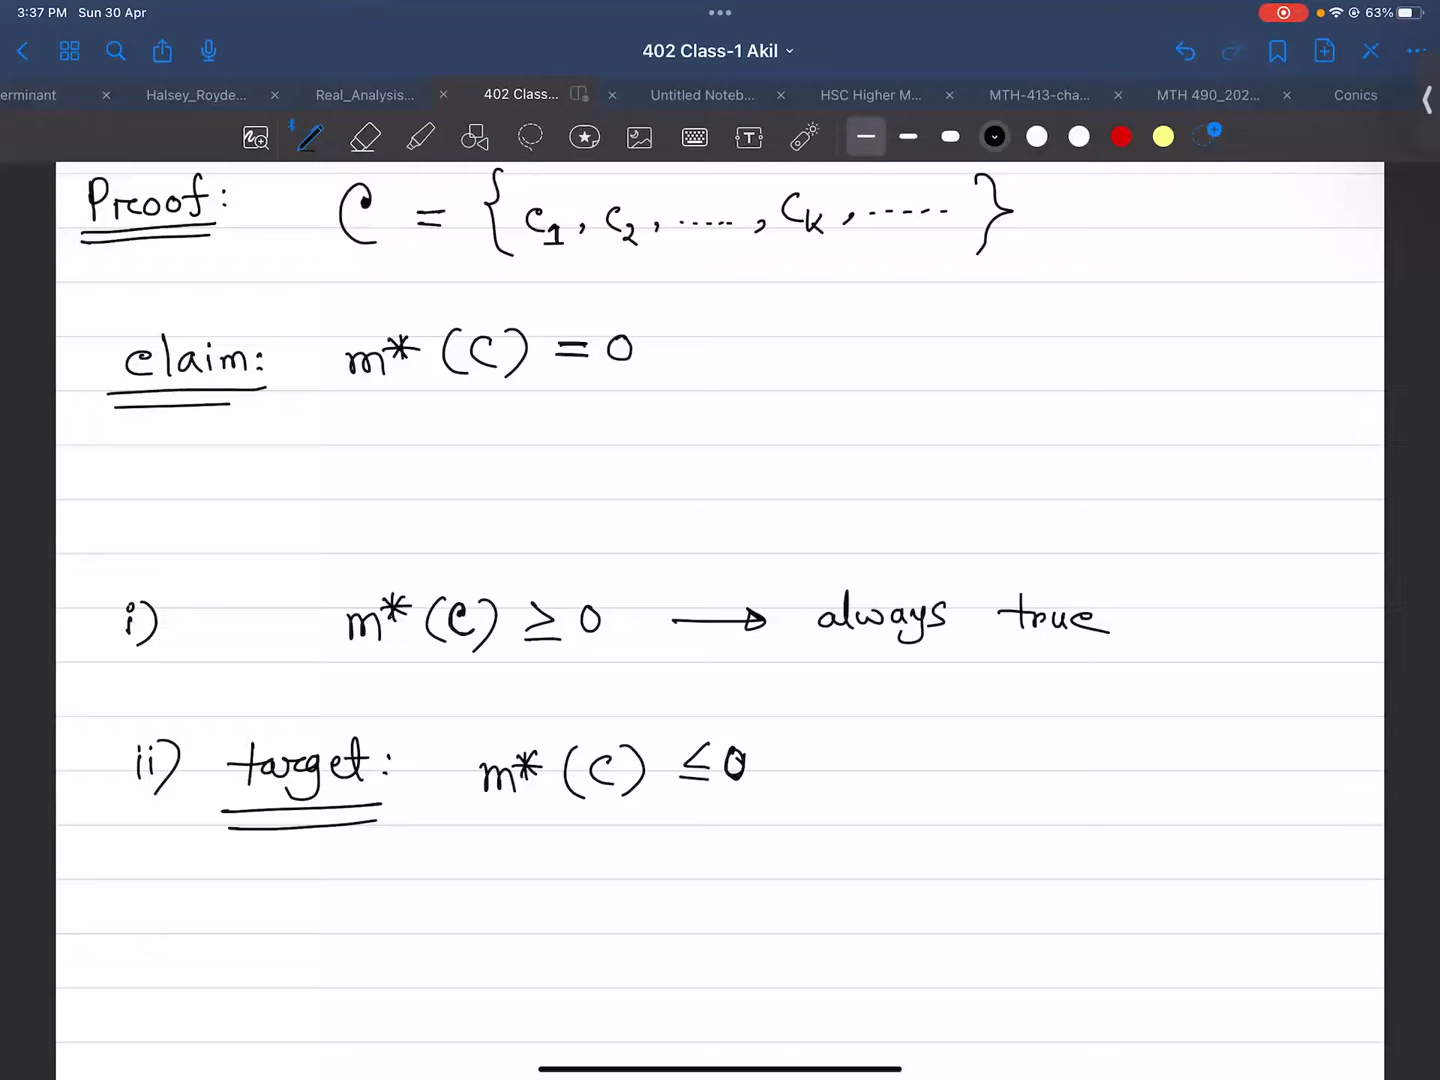 3:37 PM Sun 30 Apr 63%
402 Class-1 Akil
erminant Halsey_Royde... Real_Analysis... 402 Class... Untitled Noteb... HSC Higher M... MTH-413-cha... MTH 490_202... Conics
Proof: C = {c₁, c₂, ....., cₖ, ......}
claim: m* (C) = 0
i) m* (C) ≥ 0 → always true
ii) target: m* (C) ≤ 0